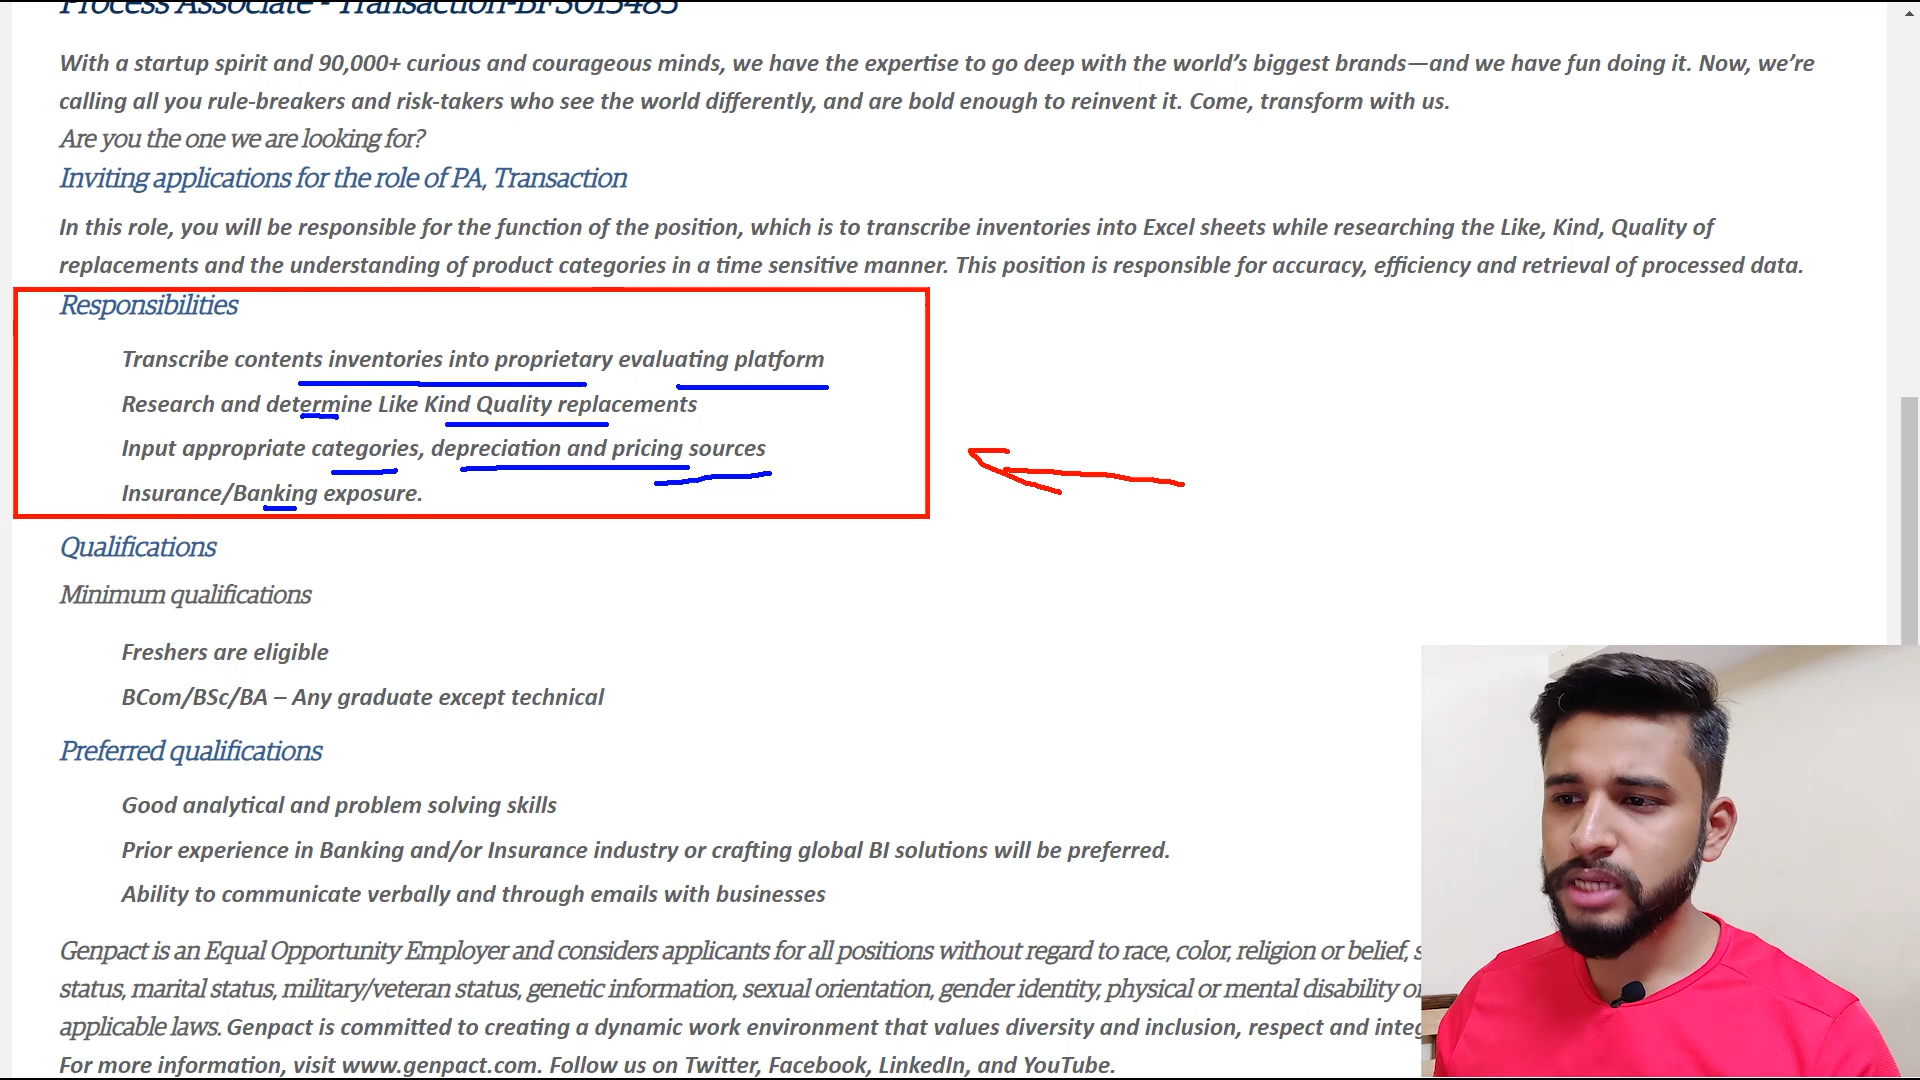 Process Associate - Transaction-BFS015485
With a startup spirit and 90,000+ curious and courageous minds, we have the expertise to go deep with the world's biggest brands—and we have fun doing it. Now, we're
calling all you rule-breakers and risk-takers who see the world differently, and are bold enough to reinvent it. Come, transform with us.
Are you the one we are looking for?
Inviting applications for the role of PA, Transaction
In this role, you will be responsible for the function of the position, which is to transcribe inventories into Excel sheets while researching the Like, Kind, Quality of
replacements and the understanding of product categories in a time sensitive manner. This position is responsible for accuracy, efficiency and retrieval of processed data.
Responsibilities
Transcribe contents inventories into proprietary evaluating platform
Research and determine Like Kind Quality replacements
Input appropriate categories, depreciation and pricing sources
Insurance/Banking exposure.
Qualifications
Minimum qualifications
Freshers are eligible
BCom/BSc/BA – Any graduate except technical
Preferred qualifications
Good analytical and problem solving skills
Prior experience in Banking and/or Insurance industry or crafting global BI solutions will be preferred.
Ability to communicate verbally and through emails with businesses
Genpact is an Equal Opportunity Employer and considers applicants for all positions without regard to race, color, religion or belief, s
status, marital status, military/veteran status, genetic information, sexual orientation, gender identity, physical or mental disability or
applicable laws. Genpact is committed to creating a dynamic work environment that values diversity and inclusion, respect and integ
For more information, visit www.genpact.com. Follow us on Twitter, Facebook, LinkedIn, and YouTube.